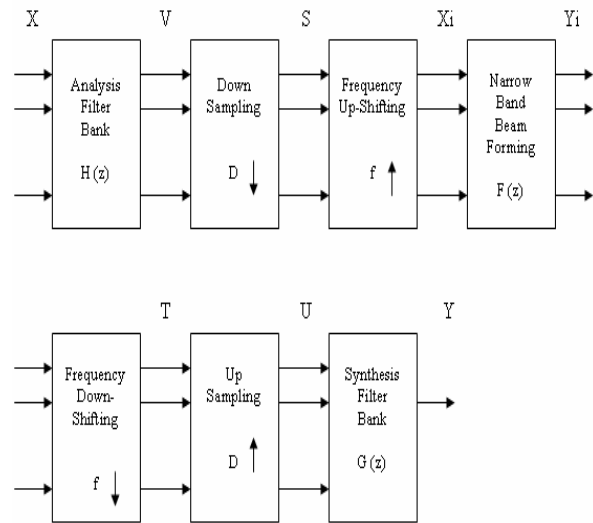 X V S Xi Yi
Analysis
Filter
Bank
H (z)
Down
Sampling
D
Frequency
Up-Shifting
f
Narrow
Band
Beam
Forming
F (z)
T U Y
Frequency
Down-
Shifting
f
Up
Sampling
D
Synthesis
Filter
Bank
G (z)